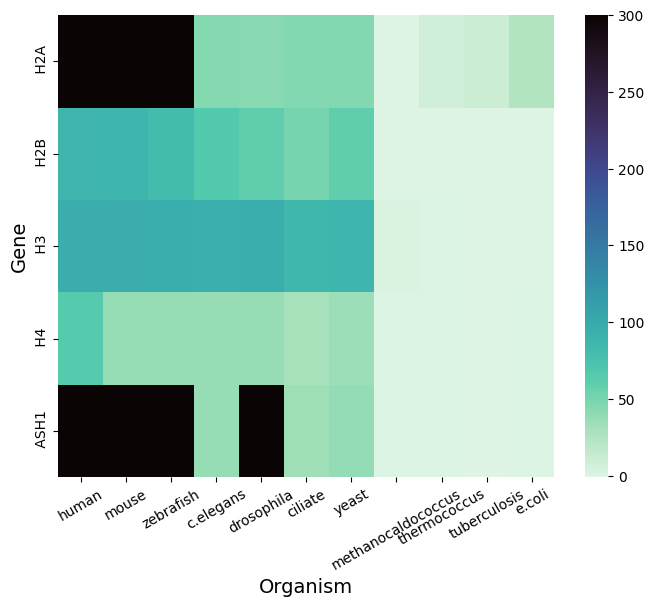 300
250
200
150
100
50
0
H2A
H2B
H3
H4
ASH1
Gene
human
mouse
zebrafish
c.elegans
drosophila
ciliate
yeast
methanocaldococcus
thermococcus
tuberculosis
e.coli
Organism